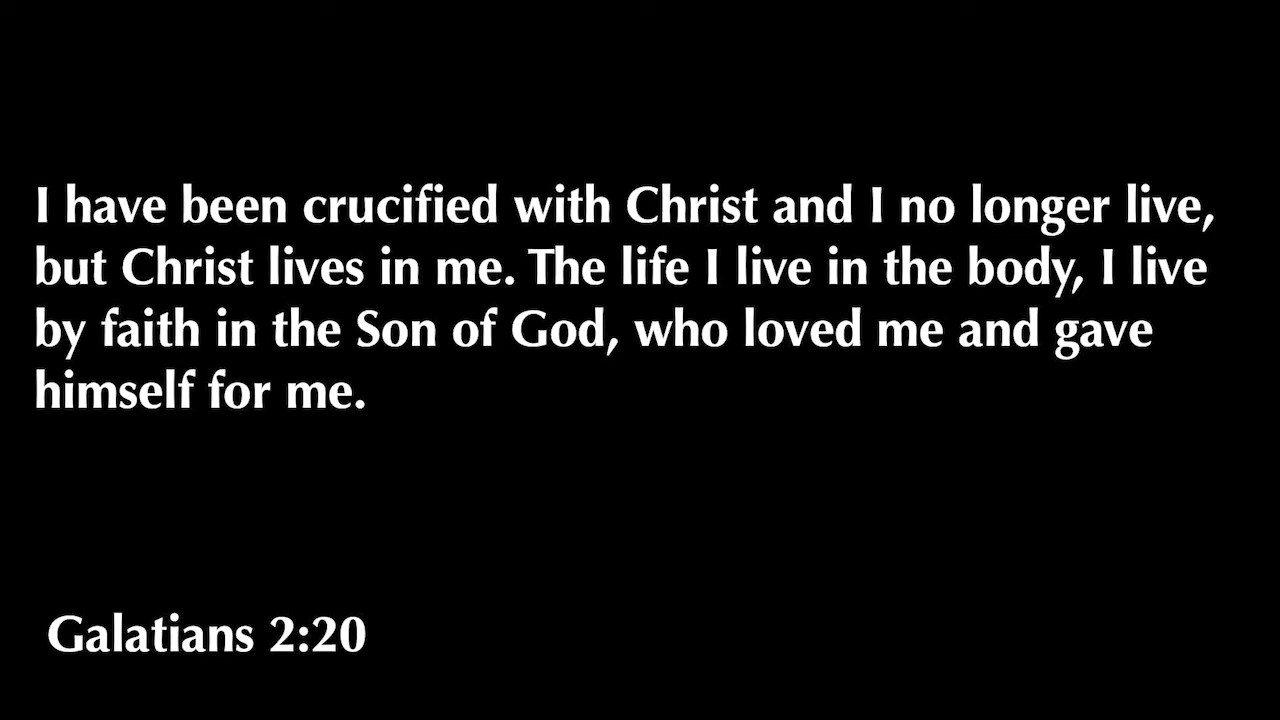 I have been crucified with Christ and I no longer live,
but Christ lives in me. The life I live in the body, I live
by faith in the Son of God, who loved me and gave
himself for me.
Galatians 2:20